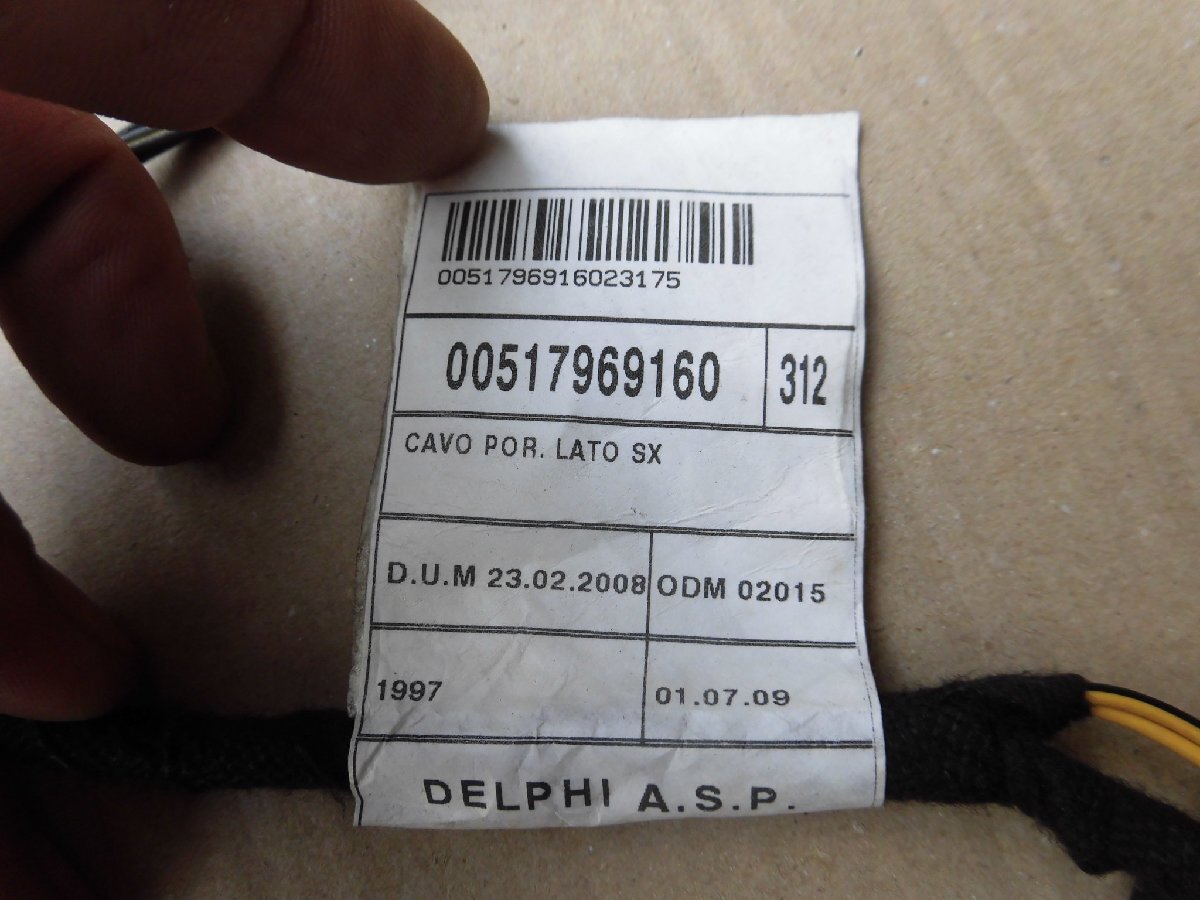 0051796916023175
00517969160 312
CAVO POR. LATO SX
D.U.M 23.02.2008 ODM 02015
1997 01.07.09
DELPHI A.S.P.